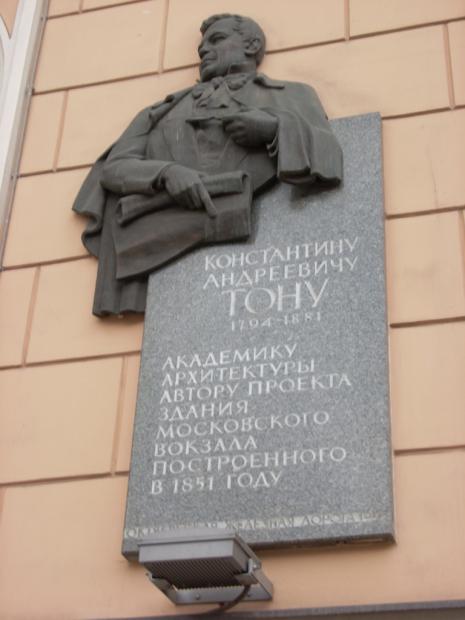 КОНСТАНТИНУ
АНДРЕЕВИЧУ
ТОНУ
1794-1881
АКАДЕМИКУ
АРХИТЕКТУРЫ
АВТОРУ ПРОЕКТА
ЗДАНИЯ
МОСКОВСКОГО
ВОКЗАЛА
ПОСТРОЕННОГО
В 1851 ГОДУ
ОКТЯБРЬСКАЯ ЖЕЛЕЗНАЯ ДОРОГА